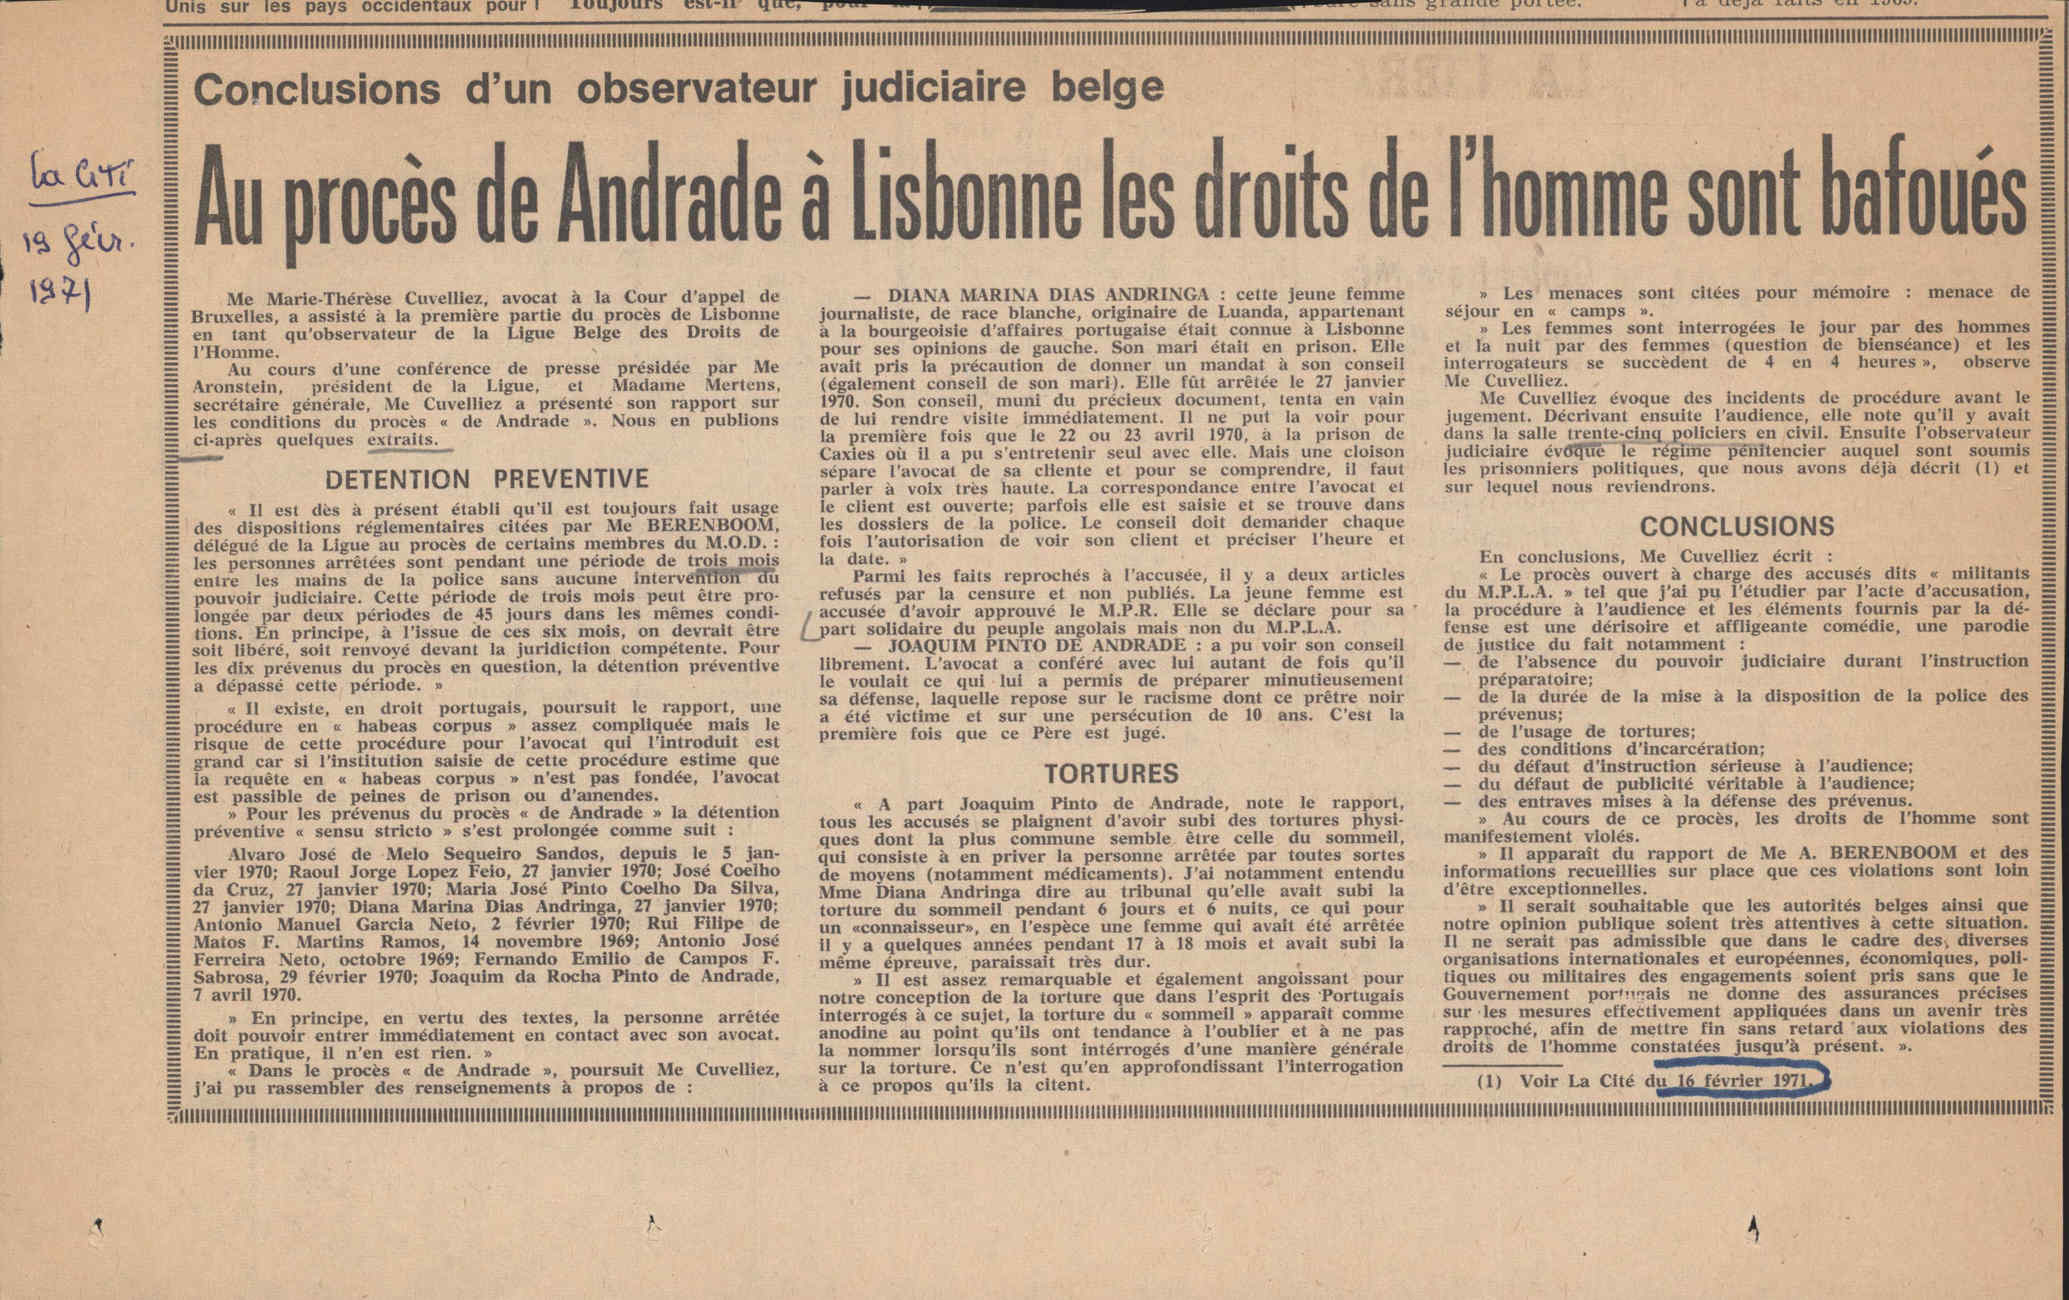 Unis sur les pays occidentaux pour
Toujours est-il que,
sans grande portée.
a déjà faits en 1969.
La Cité
19 févr.
1971
Conclusions d'un observateur judiciaire belge
Au procès de Andrade à Lisbonne les droits de l'homme sont bafoués
Me Marie-Thérèse Cuvelliez, avocat à la Cour d'appel de
Bruxelles, a assisté à la première partie du procès de Lisbonne
en tant qu'observateur de la Ligue Belge des Droits de
l'Homme.
Au cours d'une conférence de presse présidée par Me
Aronstein, président de la Ligue, et Madame Mertens,
secrétaire générale, Me Cuvelliez a présenté son rapport sur
les conditions du procès « de Andrade ». Nous en publions
ci-après quelques extraits.
DETENTION PREVENTIVE
« Il est dès à présent établi qu'il est toujours fait usage
des dispositions réglementaires citées par Me BERENBOOM,
délégué de la Ligue au procès de certains membres du M.O.D. :
les personnes arrêtées sont pendant une période de trois mois
entre les mains de la police sans aucune intervention du
pouvoir judiciaire. Cette période de trois mois peut être pro-
longée par deux périodes de 45 jours dans les mêmes condi-
tions. En principe, à l'issue de ces six mois, on devrait être
soit libéré, soit renvoyé devant la juridiction compétente. Pour
les dix prévenus du procès en question, la détention préventive
a dépassé cette période. »
« Il existe, en droit portugais, poursuit le rapport, une
procédure en « habeas corpus » assez compliquée mais le
risque de cette procédure pour l'avocat qui l'introduit est
grand car si l'institution saisie de cette procédure estime que
la requête en « habeas corpus » n'est pas fondée, l'avocat
est passible de peines de prison ou d'amendes.
» Pour les prévenus du procès « de Andrade » la détention
préventive « sensu stricto » s'est prolongée comme suit :
Alvaro José de Melo Sequeiro Sandos, depuis le 5 jan-
vier 1970; Raoul Jorge Lopez Feio, 27 janvier 1970; José Coelho
da Cruz, 27 janvier 1970; Maria José Pinto Coelho Da Silva,
27 janvier 1970; Diana Marina Dias Andringa, 27 janvier 1970;
Antonio Manuel Garcia Neto, 2 février 1970; Rui Filipe de
Matos F. Martins Ramos, 14 novembre 1969; Antonio José
Ferreira Neto, octobre 1969; Fernando Emilio de Campos F.
Sabrosa, 29 février 1970; Joaquim da Rocha Pinto de Andrade,
7 avril 1970.
» En principe, en vertu des textes, la personne arrêtée
doit pouvoir entrer immédiatement en contact avec son avocat.
En pratique, il n'en est rien. »
« Dans le procès « de Andrade », poursuit Me Cuvelliez,
j'ai pu rassembler des renseignements à propos de :
— DIANA MARINA DIAS ANDRINGA : cette jeune femme
journaliste, de race blanche, originaire de Luanda, appartenant
à la bourgeoisie d'affaires portugaise était connue à Lisbonne
pour ses opinions de gauche. Son mari était en prison. Elle
avait pris la précaution de donner un mandat à son conseil
(également conseil de son mari). Elle fût arrêtée le 27 janvier
1970. Son conseil, muni du précieux document, tenta en vain
de lui rendre visite immédiatement. Il ne put la voir pour
la première fois que le 22 ou 23 avril 1970, à la prison de
Caxies où il a pu s'entretenir seul avec elle. Mais une cloison
sépare l'avocat de sa cliente et pour se comprendre, il faut
parler à voix très haute. La correspondance entre l'avocat et
le client est ouverte; parfois elle est saisie et se trouve dans
les dossiers de la police. Le conseil doit demander chaque
fois l'autorisation de voir son client et préciser l'heure et
la date. »
Parmi les faits reprochés à l'accusée, il y a deux articles
refusés par la censure et non publiés. La jeune femme est
accusée d'avoir approuvé le M.P.R. Elle se déclare pour sa
part solidaire du peuple angolais mais non du M.P.L.A.
— JOAQUIM PINTO DE ANDRADE : a pu voir son conseil
librement. L'avocat a conféré avec lui autant de fois qu'il
le voulait ce qui lui a permis de préparer minutieusement
sa défense, laquelle repose sur le racisme dont ce prêtre noir
a été victime et sur une persécution de 10 ans. C'est la
première fois que ce Père est jugé.
TORTURES
« A part Joaquim Pinto de Andrade, note le rapport,
tous les accusés se plaignent d'avoir subi des tortures physi-
ques dont la plus commune semble être celle du sommeil,
qui consiste à en priver la personne arrêtée par toutes sortes
de moyens (notamment médicaments). J'ai notamment entendu
Mme Diana Andringa dire au tribunal qu'elle avait subi la
torture du sommeil pendant 6 jours et 6 nuits, ce qui pour
un «connaisseur», en l'espèce une femme qui avait été arrêtée
il y a quelques années pendant 17 à 18 mois et avait subi la
même épreuve, paraissait très dur.
» Il est assez remarquable et également angoissant pour
notre conception de la torture que dans l'esprit des Portugais
interrogés à ce sujet, la torture du « sommeil » apparaît comme
anodine au point qu'ils ont tendance à l'oublier et à ne pas
la nommer lorsqu'ils sont intérrogés d'une manière générale
sur la torture. Ce n'est qu'en approfondissant l'interrogation
à ce propos qu'ils la citent.
» Les menaces sont citées pour mémoire : menace de
séjour en « camps ».
» Les femmes sont interrogées le jour par des hommes
et la nuit par des femmes (question de bienséance) et les
interrogateurs se succèdent de 4 en 4 heures », observe
Me Cuvelliez.
Me Cuvelliez évoque des incidents de procédure avant le
jugement. Décrivant ensuite l'audience, elle note qu'il y avait
dans la salle trente-cinq policiers en civil. Ensuite l'observateur
judiciaire évoque le régime pénitencier auquel sont soumis
les prisonniers politiques, que nous avons déjà décrit (1) et
sur lequel nous reviendrons.
CONCLUSIONS
En conclusions, Me Cuvelliez écrit :
« Le procès ouvert à charge des accusés dits « militants
du M.P.L.A. » tel que j'ai pu l'étudier par l'acte d'accusation,
la procédure à l'audience et les éléments fournis par la dé-
fense est une dérisoire et affligeante comédie, une parodie
de justice du fait notamment :
— de l'absence du pouvoir judiciaire durant l'instruction
préparatoire;
— de la durée de la mise à la disposition de la police des
prévenus;
— de l'usage de tortures;
— des conditions d'incarcération;
— du défaut d'instruction sérieuse à l'audience;
— du défaut de publicité véritable à l'audience;
— des entraves mises à la défense des prévenus.
» Au cours de ce procès, les droits de l'homme sont
manifestement violés.
» Il apparaît du rapport de Me A. BERENBOOM et des
informations recueillies sur place que ces violations sont loin
d'être exceptionnelles.
» Il serait souhaitable que les autorités belges ainsi que
notre opinion publique soient très attentives à cette situation.
Il ne serait pas admissible que dans le cadre des diverses
organisations internationales et européennes, économiques, poli-
tiques ou militaires des engagements soient pris sans que le
Gouvernement portugais ne donne des assurances précises
sur les mesures effectivement appliquées dans un avenir très
rapproché, afin de mettre fin sans retard aux violations des
droits de l'homme constatées jusqu'à présent. ».
(1) Voir La Cité du 16 février 1971.